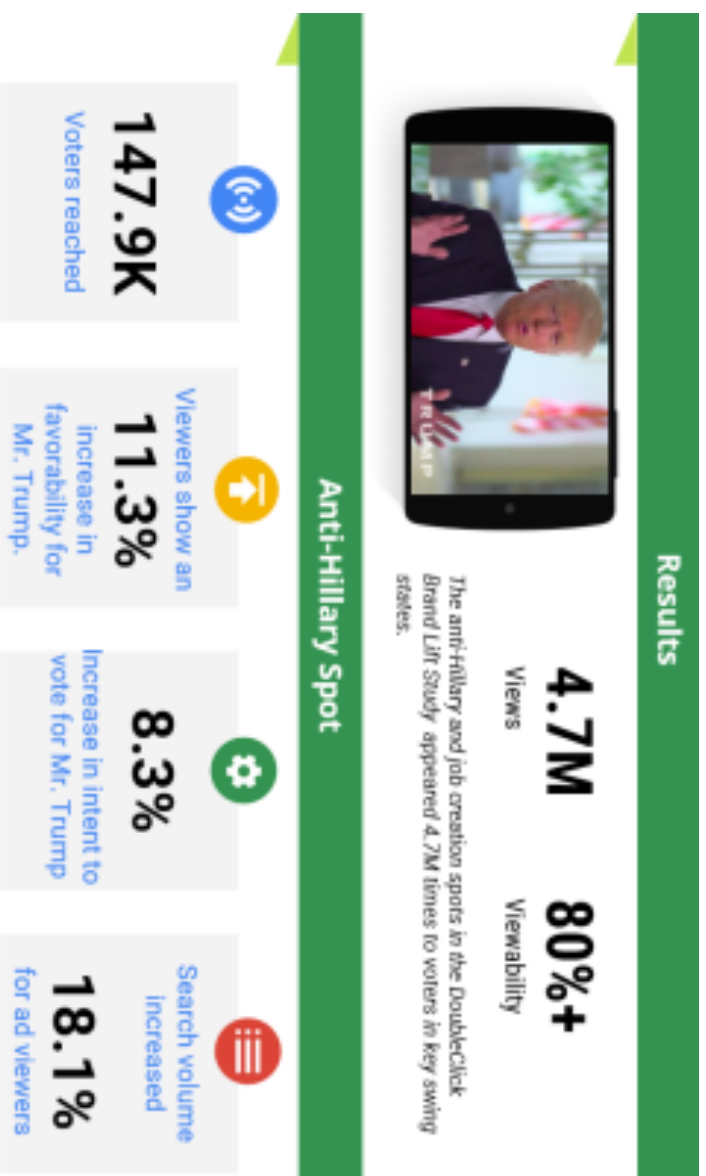 Results
TRUMP
4.7M
Views
80%+
Viewability
The anti-Hillary and job creation spots in the DoubleClick
Brand Lift Study appeared 4.7M times to voters in key swing
states.
Anti-Hillary Spot
147.9K
Voters reached
Viewers show an
11.3%
increase in
favorability for
Mr. Trump.
8.3%
Increase in intent to
vote for Mr. Trump
Search volume
increased
18.1%
for ad viewers